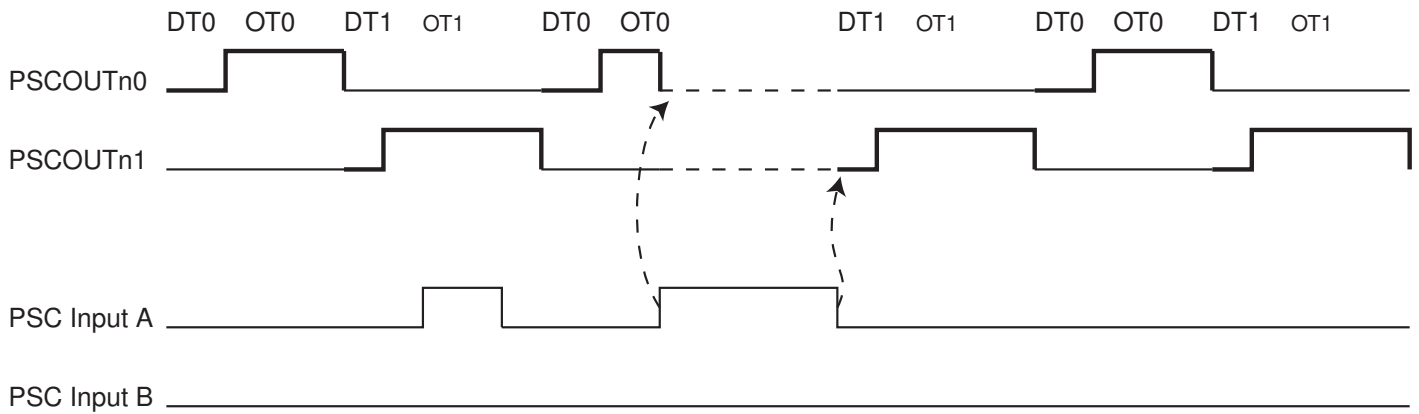 DT0 OT0 DT1 OT1 DT0 OT0 DT1 OT1 DT0 OT0 DT1 OT1
PSCOUTn0
PSCOUTn1
PSC Input A
PSC Input B